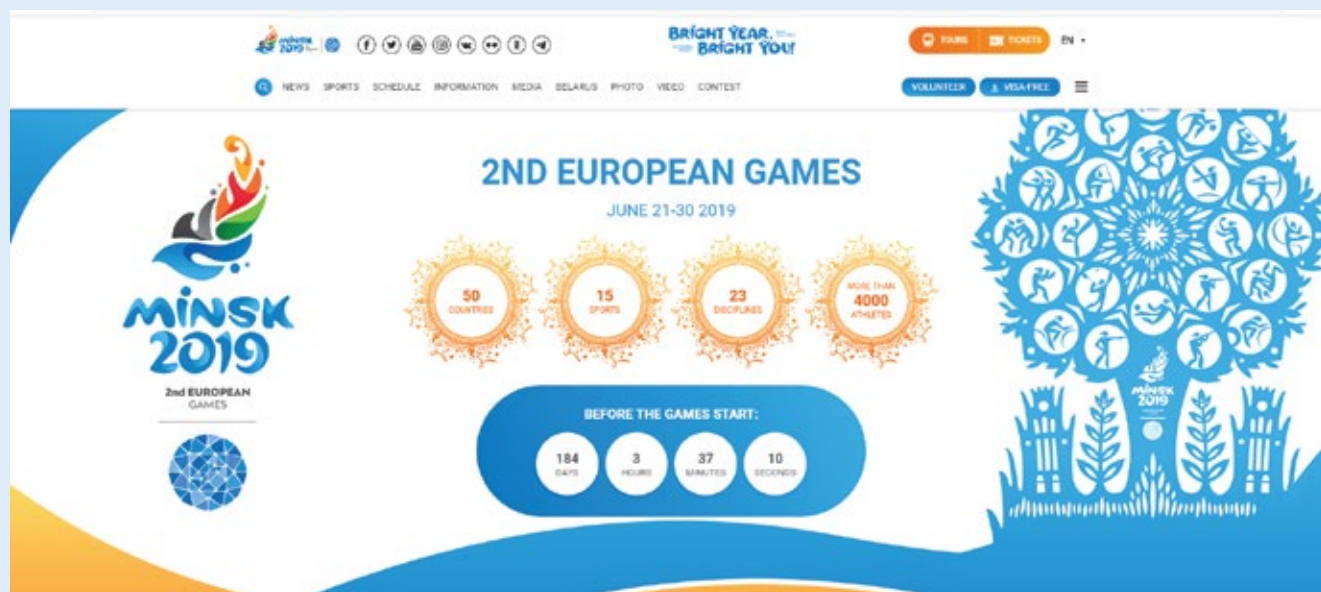 MINSK
2019
BRIGHT YEAR,
BRIGHT YOU!
TOURS
TICKETS
EN
NEWS SPORTS SCHEDULE INFORMATION MEDIA BELARUS PHOTO VIDEO CONTEST
VOLUNTEER
VISA-FREE
MINSK
2019
2nd EUROPEAN
GAMES
2ND EUROPEAN GAMES
JUNE 21-30 2019
50
COUNTRIES
15
SPORTS
23
DISCIPLINES
MORE THAN
4000
ATHLETES
BEFORE THE GAMES START:
184
DAYS
3
HOURS
37
MINUTES
10
SECONDS
MINSK
2019